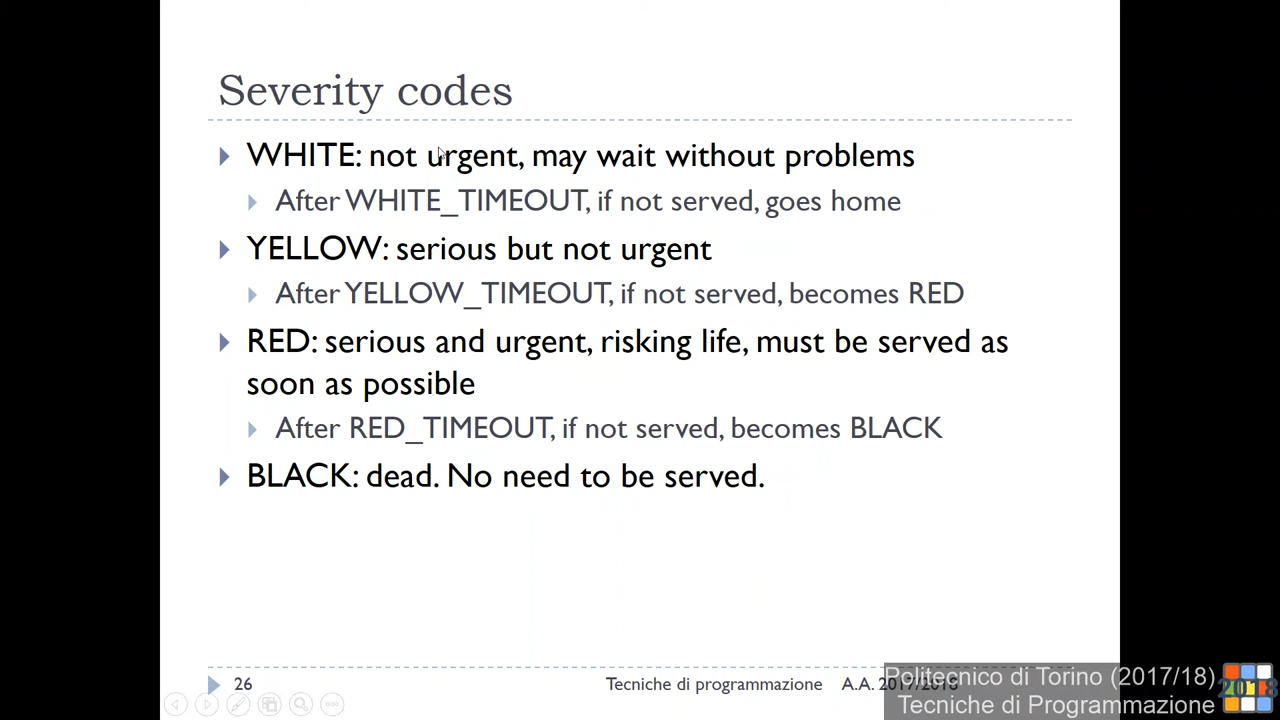 Severity codes
WHITE: not urgent, may wait without problems
After WHITE_TIMEOUT, if not served, goes home
YELLOW: serious but not urgent
After YELLOW_TIMEOUT, if not served, becomes RED
RED: serious and urgent, risking life, must be served as
soon as possible
After RED_TIMEOUT, if not served, becomes BLACK
BLACK: dead. No need to be served.
26
Tecniche di programmazione A.A. 2017/2018
Politecnico di Torino (2017/18)
Tecniche di Programmazione
2018